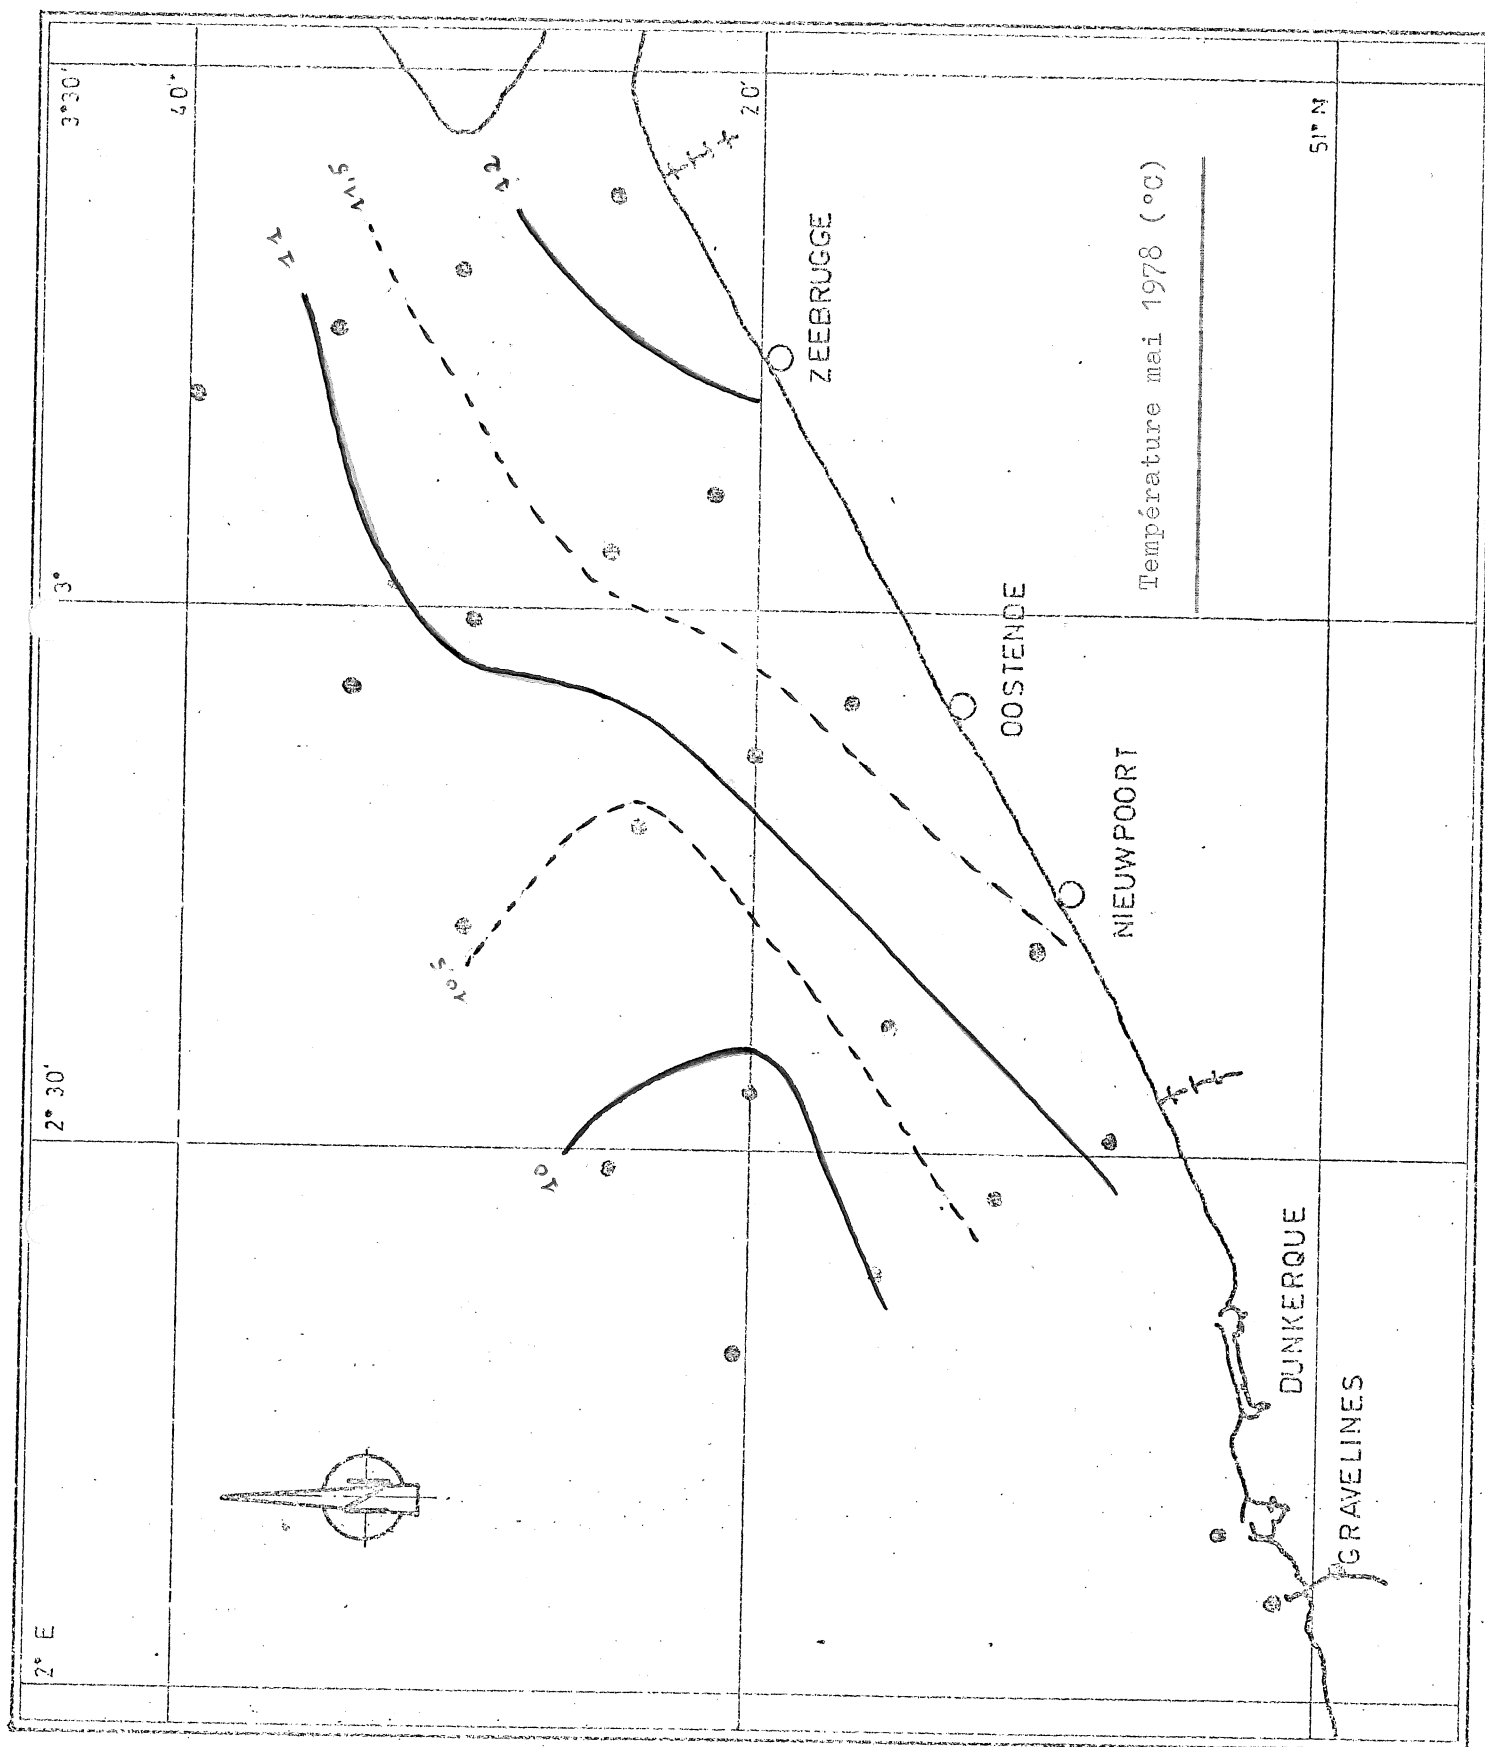 2° E
2° 30'
3°
3° 30'
40'
20'
51° N
10
10,5
11
11,5
12
ZEEBRUGGE
OOSTENDE
NIEUWPOORT
DUNKERQUE
GRAVELINES
Température mai 1978 (°C)
N